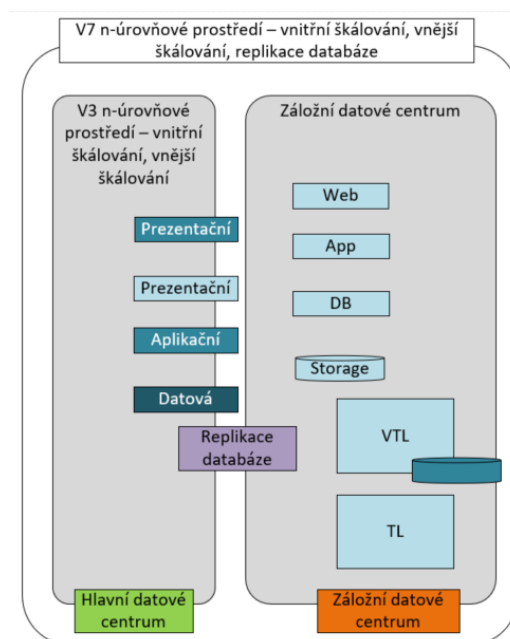 V7 n-úrovňové prostředí – vnitřní škálování, vnější
škálování, replikace databáze
V3 n-úrovňové
prostředí – vnitřní
škálování, vnější
škálování
Prezentační
Prezentační
Aplikační
Datová
Replikace
databáze
Hlavní datové
centrum
Záložní datové centrum
Web
App
DB
Storage
VTL
TL
Záložní datové
centrum